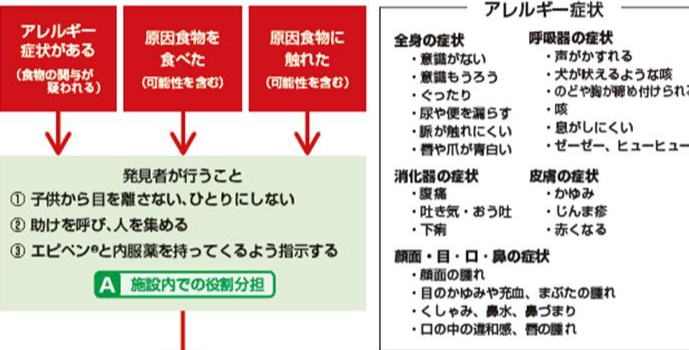 アレルギー
症状がある
(食物の関与が
疑われる)
原因食物を
食べた
(可能性を含む)
原因食物に
触れた
(可能性を含む)
発見者が行うこと
① 子供から目を離さない、ひとりにしない
② 助けを呼び、人を集める
③ エピペン®と内服薬を持ってくるよう指示する
A 施設内での役割分担
アレルギー症状
全身の症状
・意識がない
・意識もうろう
・ぐったり
・尿や便を漏らす
・脈が触れにくい
・唇や爪が青白い
呼吸器の症状
・声がかすれる
・犬が吠えるような咳
・のどや胸が締め付けられ
・咳
・息がしにくい
・ゼーゼー、ヒューヒュー
消化器の症状
・腹痛
・吐き気・おう吐
・下痢
皮膚の症状
・かゆみ
・じんま疹
・赤くなる
顔面・目・口・鼻の症状
・顔面の腫れ
・目のかゆみや充血、まぶたの腫れ
・くしゃみ、鼻水、鼻づまり
・口の中の違和感、唇の腫れ